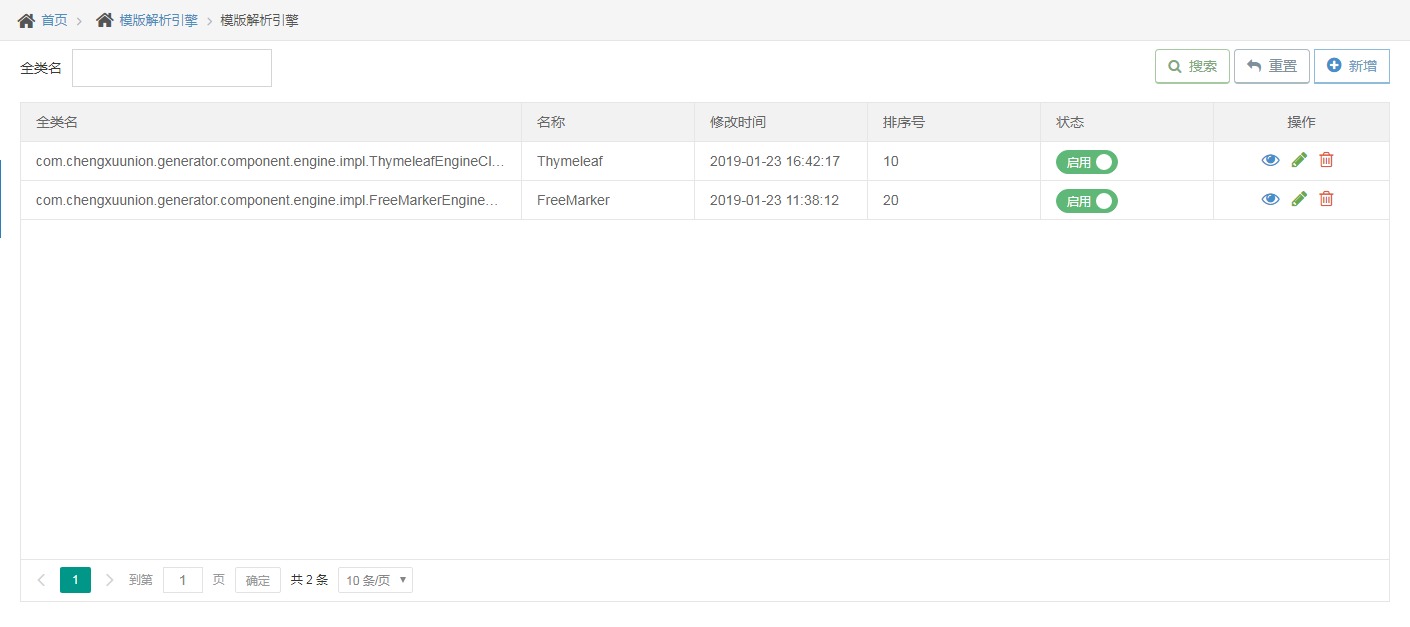 首页 模版解析引擎 模版解析引擎
全类名 搜索 重置 新增
全类名 名称 修改时间 排序号 状态 操作
com.chengxuunion.generator.component.engine.impl.ThymeleafEngineCl... Thymeleaf 2019-01-23 16:42:17 10 启用
com.chengxuunion.generator.component.engine.impl.FreeMarkerEngine... FreeMarker 2019-01-23 11:38:12 20 启用
1 到第 1 页 确定 共 2 条 10 条/页